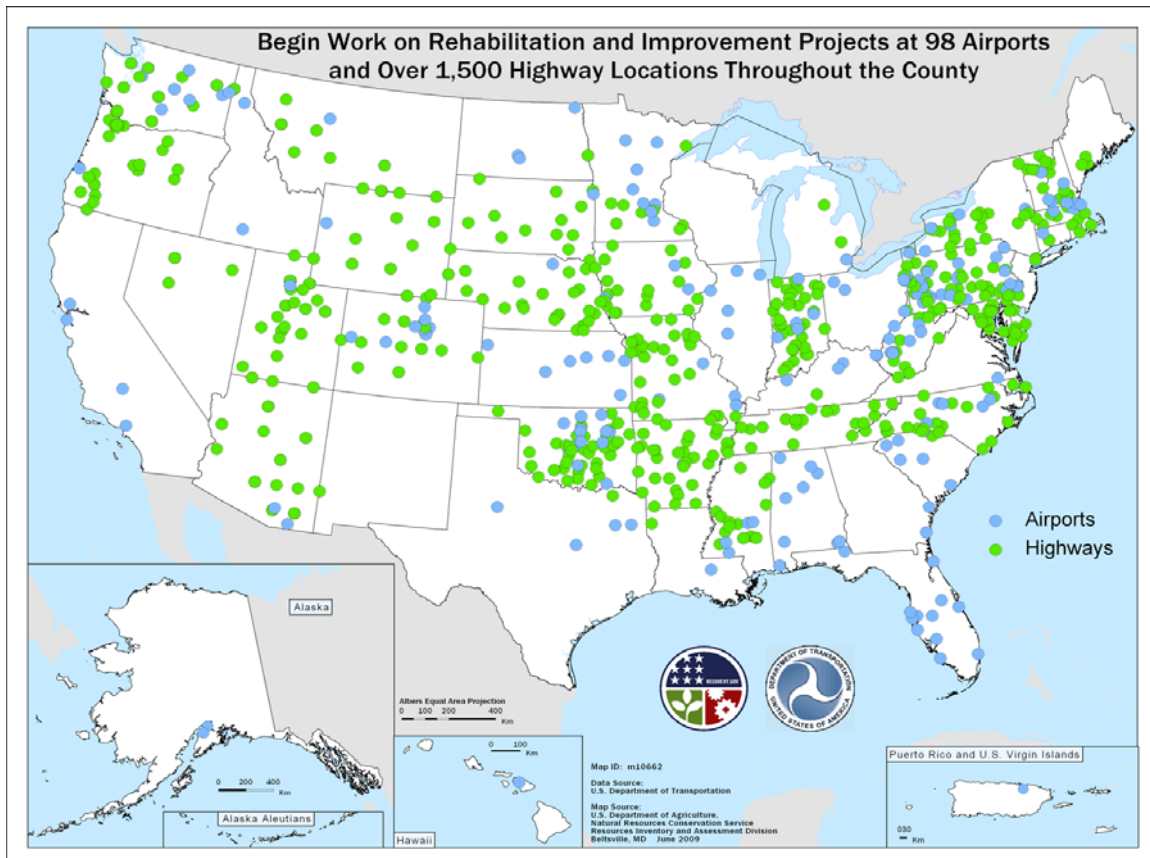 Begin Work on Rehabilitation and Improvement Projects at 98 Airports
and Over 1,500 Highway Locations Throughout the County
Airports
Highways
Alaska
RECOVERY.GOV
DEPARTMENT OF TRANSPORTATION
UNITED STATES OF AMERICA
Albers Equal Area Projection
0 100 200 400
Km
0 100
Km
Map ID: m10662
Data Source:
U.S. Department of Transportation
Map Source:
U.S. Department of Agriculture,
Natural Resources Conservation Service
Resources Inventory and Assessment Division
Beltsville, MD June 2009
Puerto Rico and U.S. Virgin Islands
0 200 400
Km
Alaska Aleutians
Hawaii
030
Km